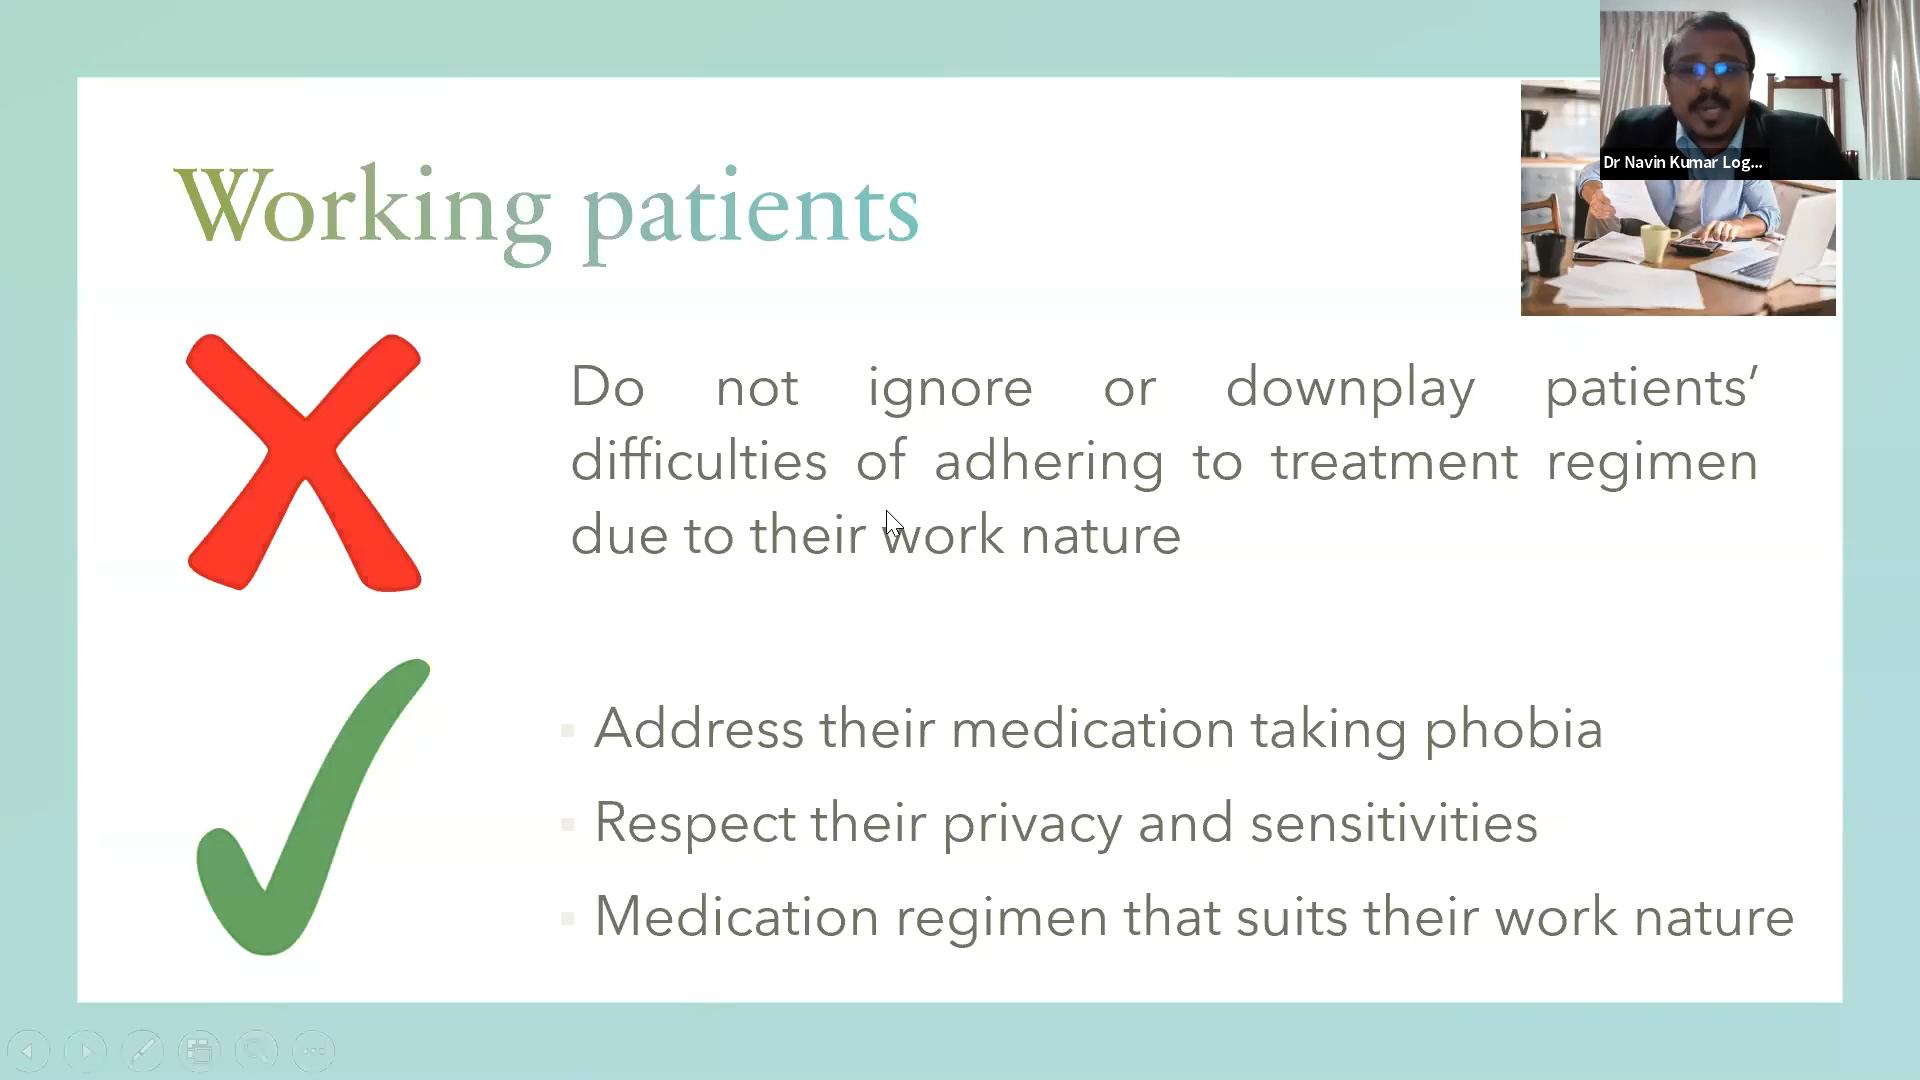 Working patients
Dr Navin Kumar Log...
Do not ignore or downplay patients’
difficulties of adhering to treatment regimen
due to their work nature
Address their medication taking phobia
Respect their privacy and sensitivities
Medication regimen that suits their work nature